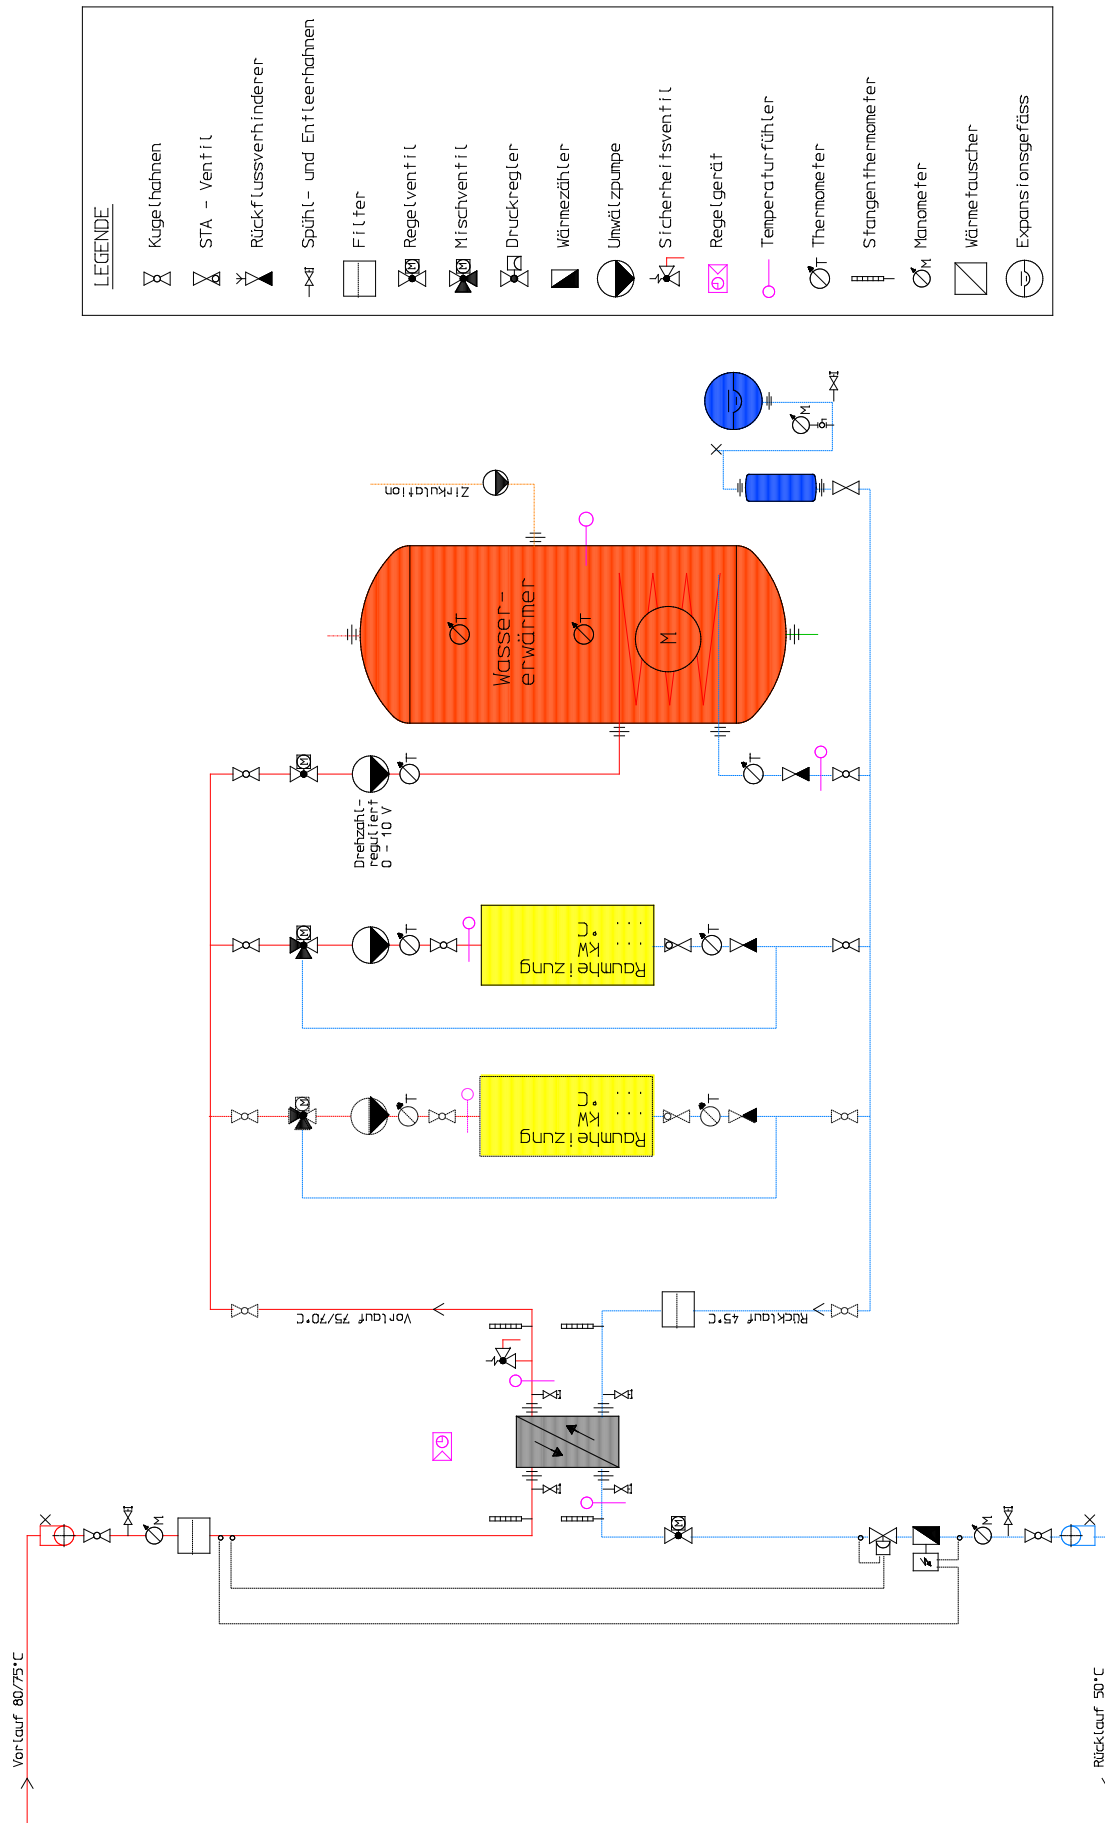 LEGENDE
Kugelhahnen
STA - Ventil
Rückflussverhinderer
Spühl- und Entleerhahnen
Filter
M Regelventil
M Mischventil
Druckregler
Wärmezähler
Umwälzpumpe
Sicherheitsventil
Regelgerät
Temperaturfühler
T Thermometer
Stangenthermometer
M Manometer
Wärmetauscher
Expansionsgefäss
Vorlauf 80/75°C
M
Vorlauf 75/70°C
M
Raumheizung
... kW
... °C
T
T
M
Raumheizung
... kW
... °C
T
T
M
Drehzahl-
reguliert
0 - 10 V
T
Wasser-
erwärmer
T
T
M
T
Zirkulation
M
Rücklauf 45°C
M
M
Rücklauf 50°C